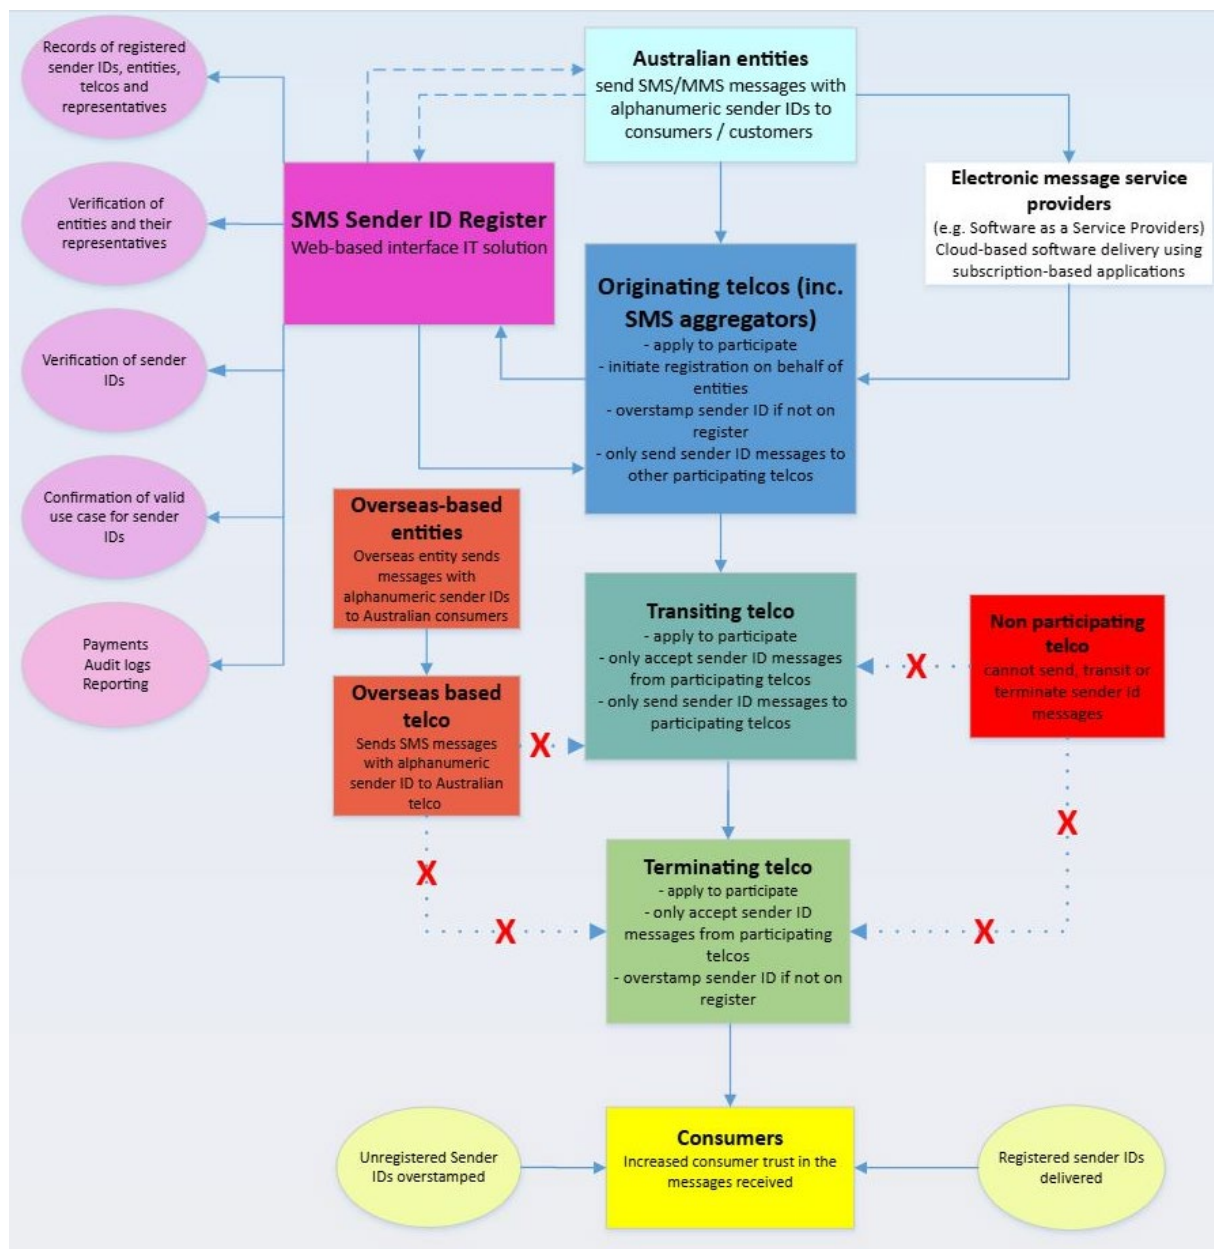 Records of registered
sender IDs, entities,
telcos and
representatives
Australian entities
send SMS/MMS messages with
alphanumeric sender IDs to
consumers / customers
Verification of
entities and their
representatives
SMS Sender ID Register
Web-based interface IT solution
Electronic message service
providers
(e.g. Software as a Service Providers)
Cloud-based software delivery using
subscription-based applications
Originating telcos (inc.
SMS aggregators)
- apply to participate
- initiate registration on behalf of
entities
- overstamp sender ID if not on
register
- only send sender ID messages to
other participating telcos
Verification of sender
IDs
Confirmation of valid
use case for sender
IDs
Payments
Audit logs
Reporting
Overseas-based
entities
Overseas entity sends
messages with
alphanumeric sender IDs
to Australian consumers
Overseas based
telco
Sends SMS messages
with alphanumeric
sender ID to Australian
telco
Transiting telco
- apply to participate
- only accept sender ID messages
from participating telcos
- only send sender ID messages to
participating telcos
Non participating
telco
cannot send, transit or
terminate sender id
messages
X
X
X
X
X
X
Terminating telco
- apply to participate
- only accept sender ID
messages from participating
telcos
- overstamp sender ID if not on
register
Unregistered Sender
IDs overstamped
Consumers
Increased consumer trust in the
messages received
Registered sender IDs
delivered